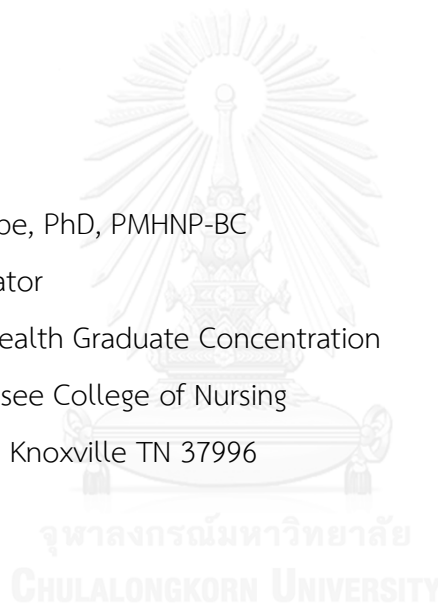 be, PhD, PMHNP-BC
ator
ealth Graduate Concentration
see College of Nursing
Knoxville TN 37996
จุฬาลงกรณ์มหาวิทยาลัย
CHULALONGKORN UNIVERSITY